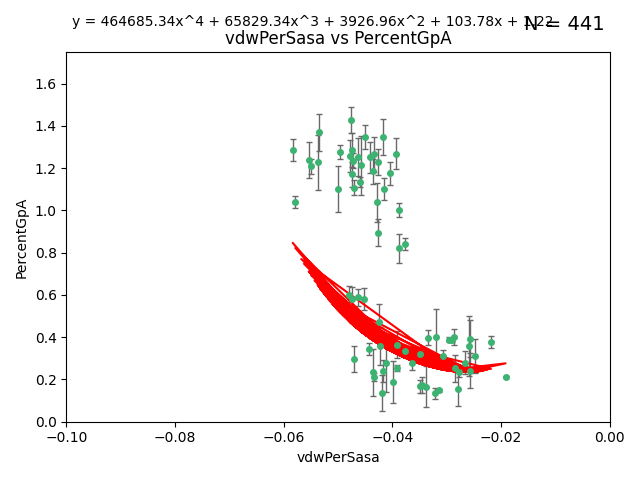 y = 464685.34x^4 + 65829.34x^3 + 3926.96x^2 + 103.78x + 1.22
N = 441
vdwPerSasa vs PercentGpA
1.6
1.4
1.2
1.0
0.8
0.6
0.4
0.2
0.0
PercentGpA
−0.10 −0.08 −0.06 −0.04 −0.02 0.00
vdwPerSasa